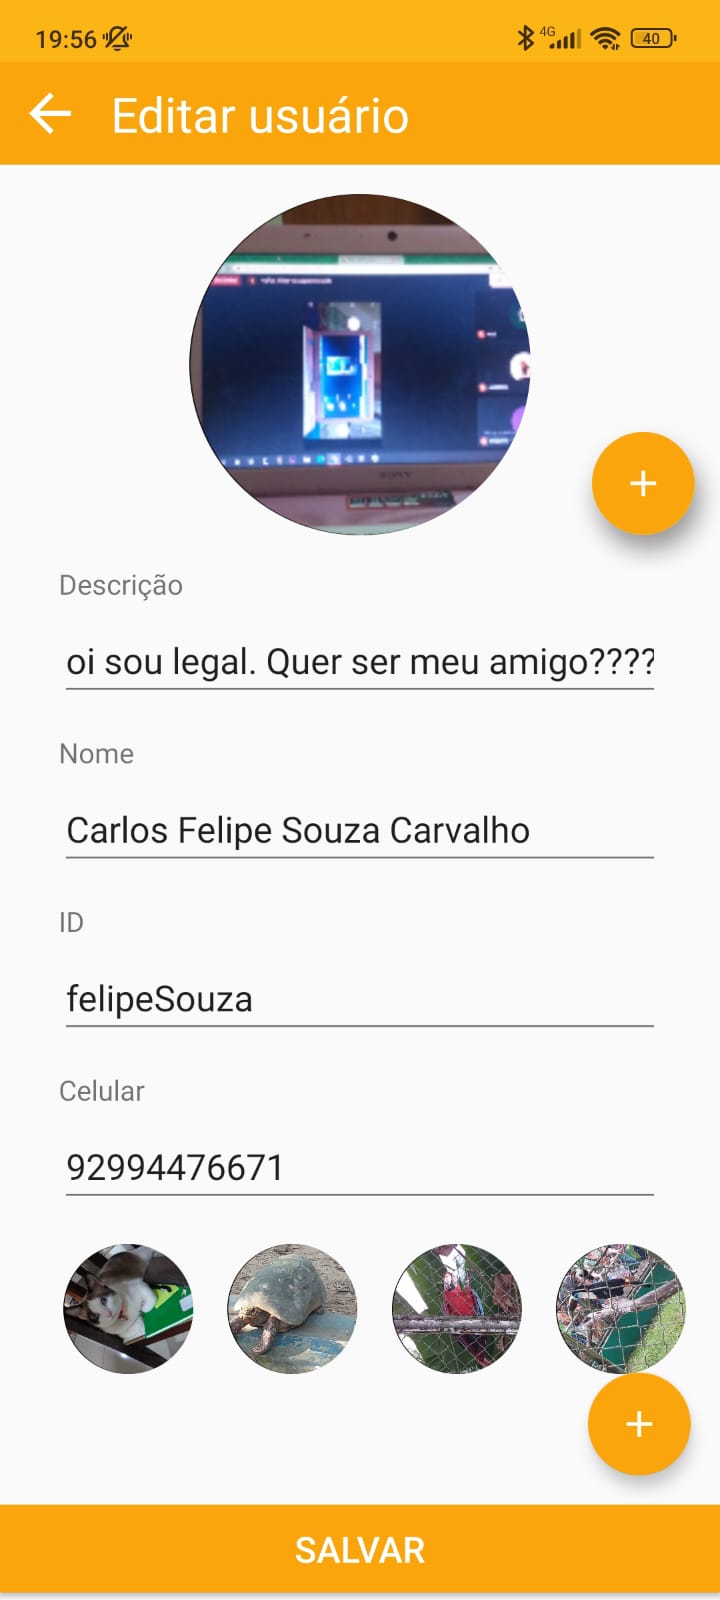 19:56
4G
40
Editar usuário
SONY
Descrição
oi sou legal. Quer ser meu amigo????
Nome
Carlos Felipe Souza Carvalho
ID
felipeSouza
Celular
92994476671
SALVAR